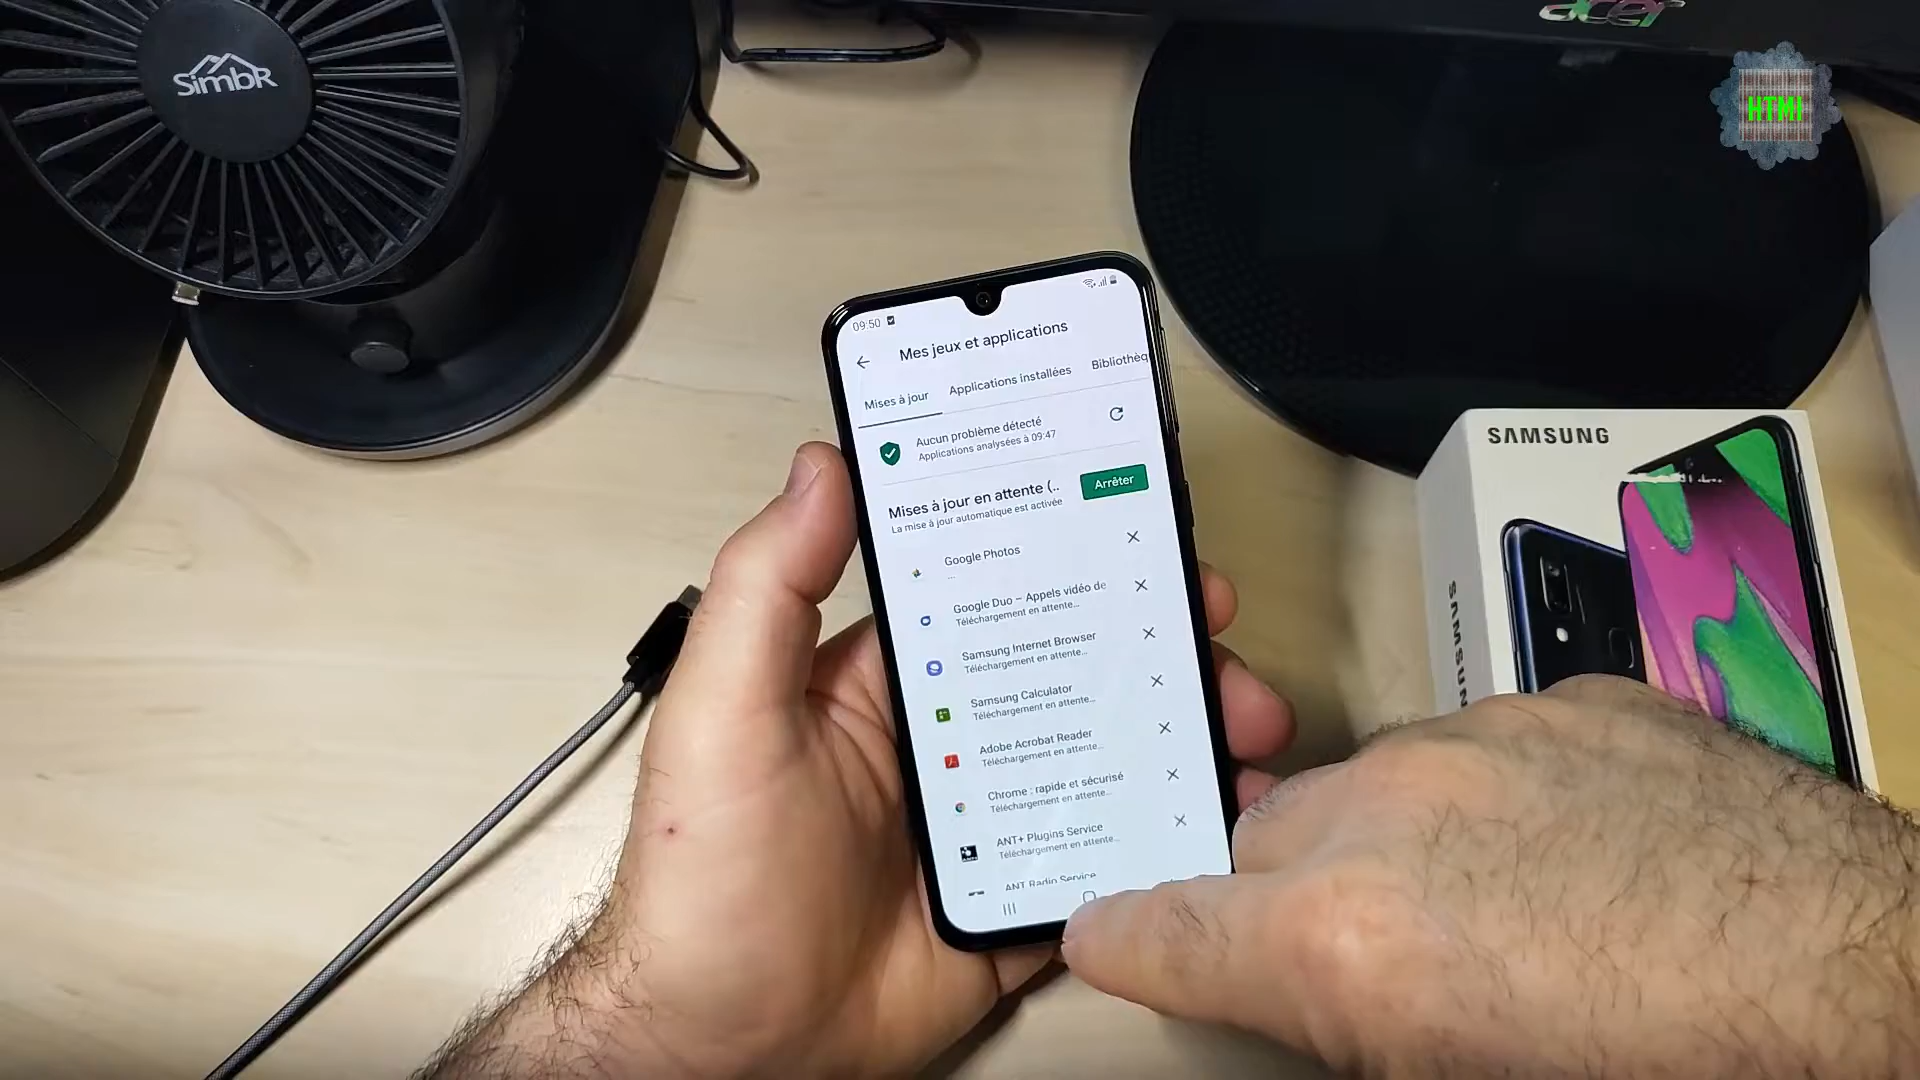 SimbR
acer
HTMI
SAMSUNG
SAMSUN
09:50
Mes jeux et applications
Mises à jour
Applications installées
Bibliothèq
Aucun problème détecté
Applications analysées à 09:47
Mises à jour en attente (..
Arrêter
La mise à jour automatique est activée
Google Photos
...
Google Duo – Appels vidéo de
Téléchargement en attente...
Samsung Internet Browser
Téléchargement en attente...
Samsung Calculator
Téléchargement en attente...
Adobe Acrobat Reader
Téléchargement en attente...
Chrome : rapide et sécurisé
Téléchargement en attente...
ANT+ Plugins Service
Téléchargement en attente...
ANT Radio Service